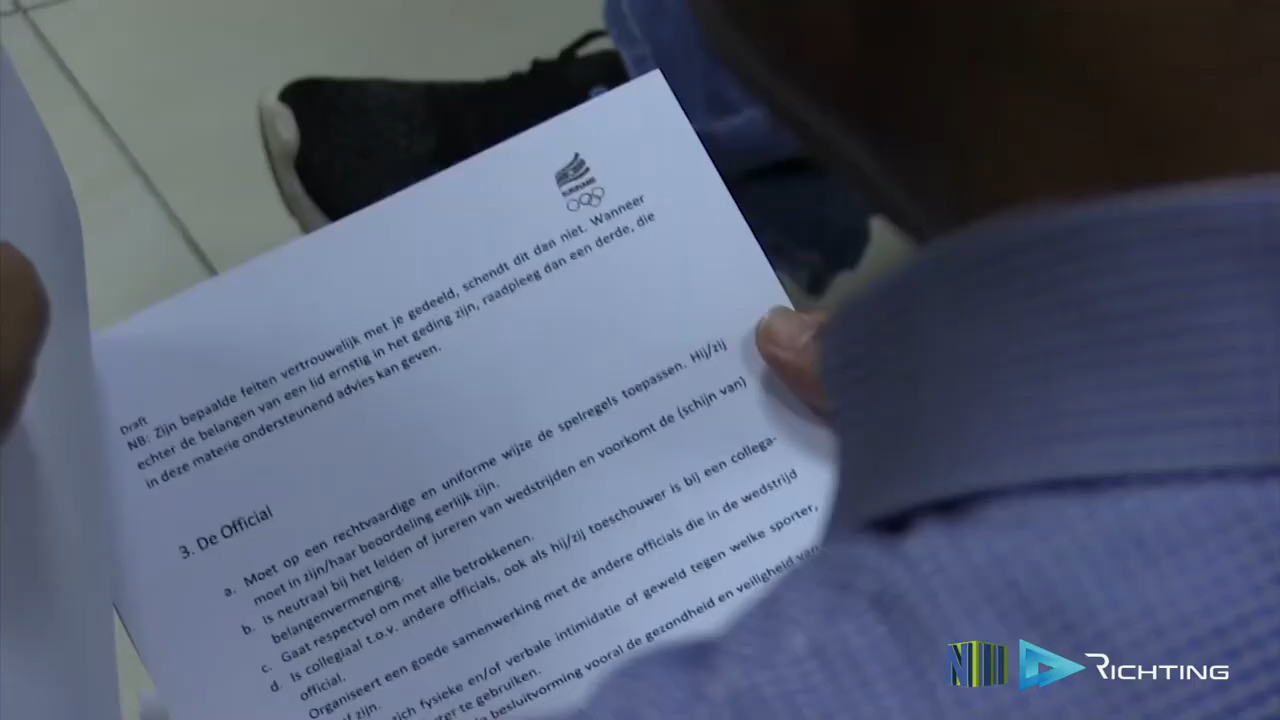 SURINAME
Draft
NB: Zijn bepaalde feiten vertrouwelijk met je gedeeld, schendt dit dan niet. Wanneer
echter de belangen van een lid ernstig in het geding zijn, raadpleeg dan een derde, die
in deze materie ondersteunend advies kan geven.
3. De Official
a. Moet op een rechtvaardige en uniforme wijze de spelregels toepassen. Hij/zij
moet in zijn/haar beoordeling eerlijk zijn.
b. Is neutraal bij het leiden of jureren van wedstrijden en voorkomt de (schijn van)
belangenvermenging.
c. Gaat respectvol om met alle betrokkenen.
d. Is collegiaal t.o.v. andere officials, ook als hij/zij toeschouwer is bij een collega-
official.
Organiseert een goede samenwerking met de andere officials die in de wedstrijd
zijn.
fysieke en/of verbale intimidatie of geweld tegen welke sporter,
te gebruiken.
besluitvorming vooral de gezondheid en veiligheid van
RICHTING